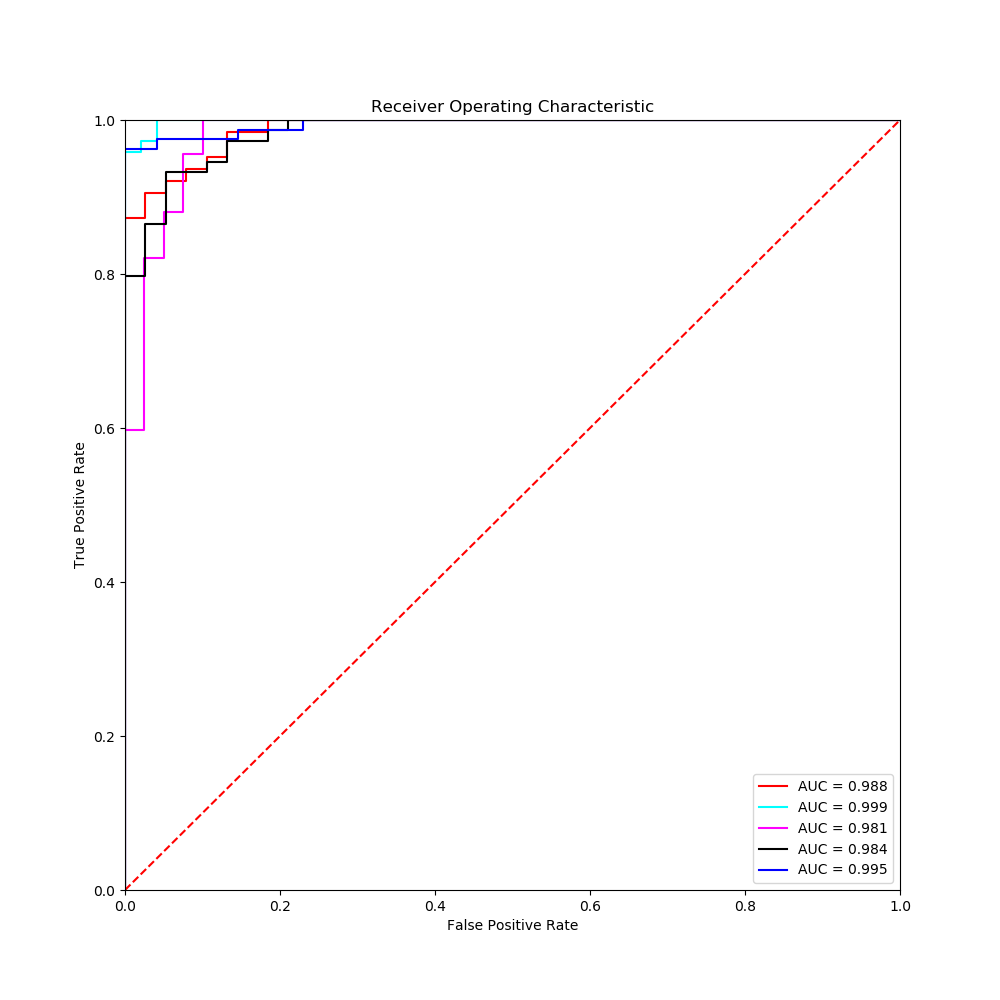 Receiver Operating Characteristic
1.0
0.8
0.6
0.4
0.2
0.0
True Positive Rate
AUC = 0.988
AUC = 0.999
AUC = 0.981
AUC = 0.984
AUC = 0.995
0.0 0.2 0.4 0.6 0.8 1.0
False Positive Rate